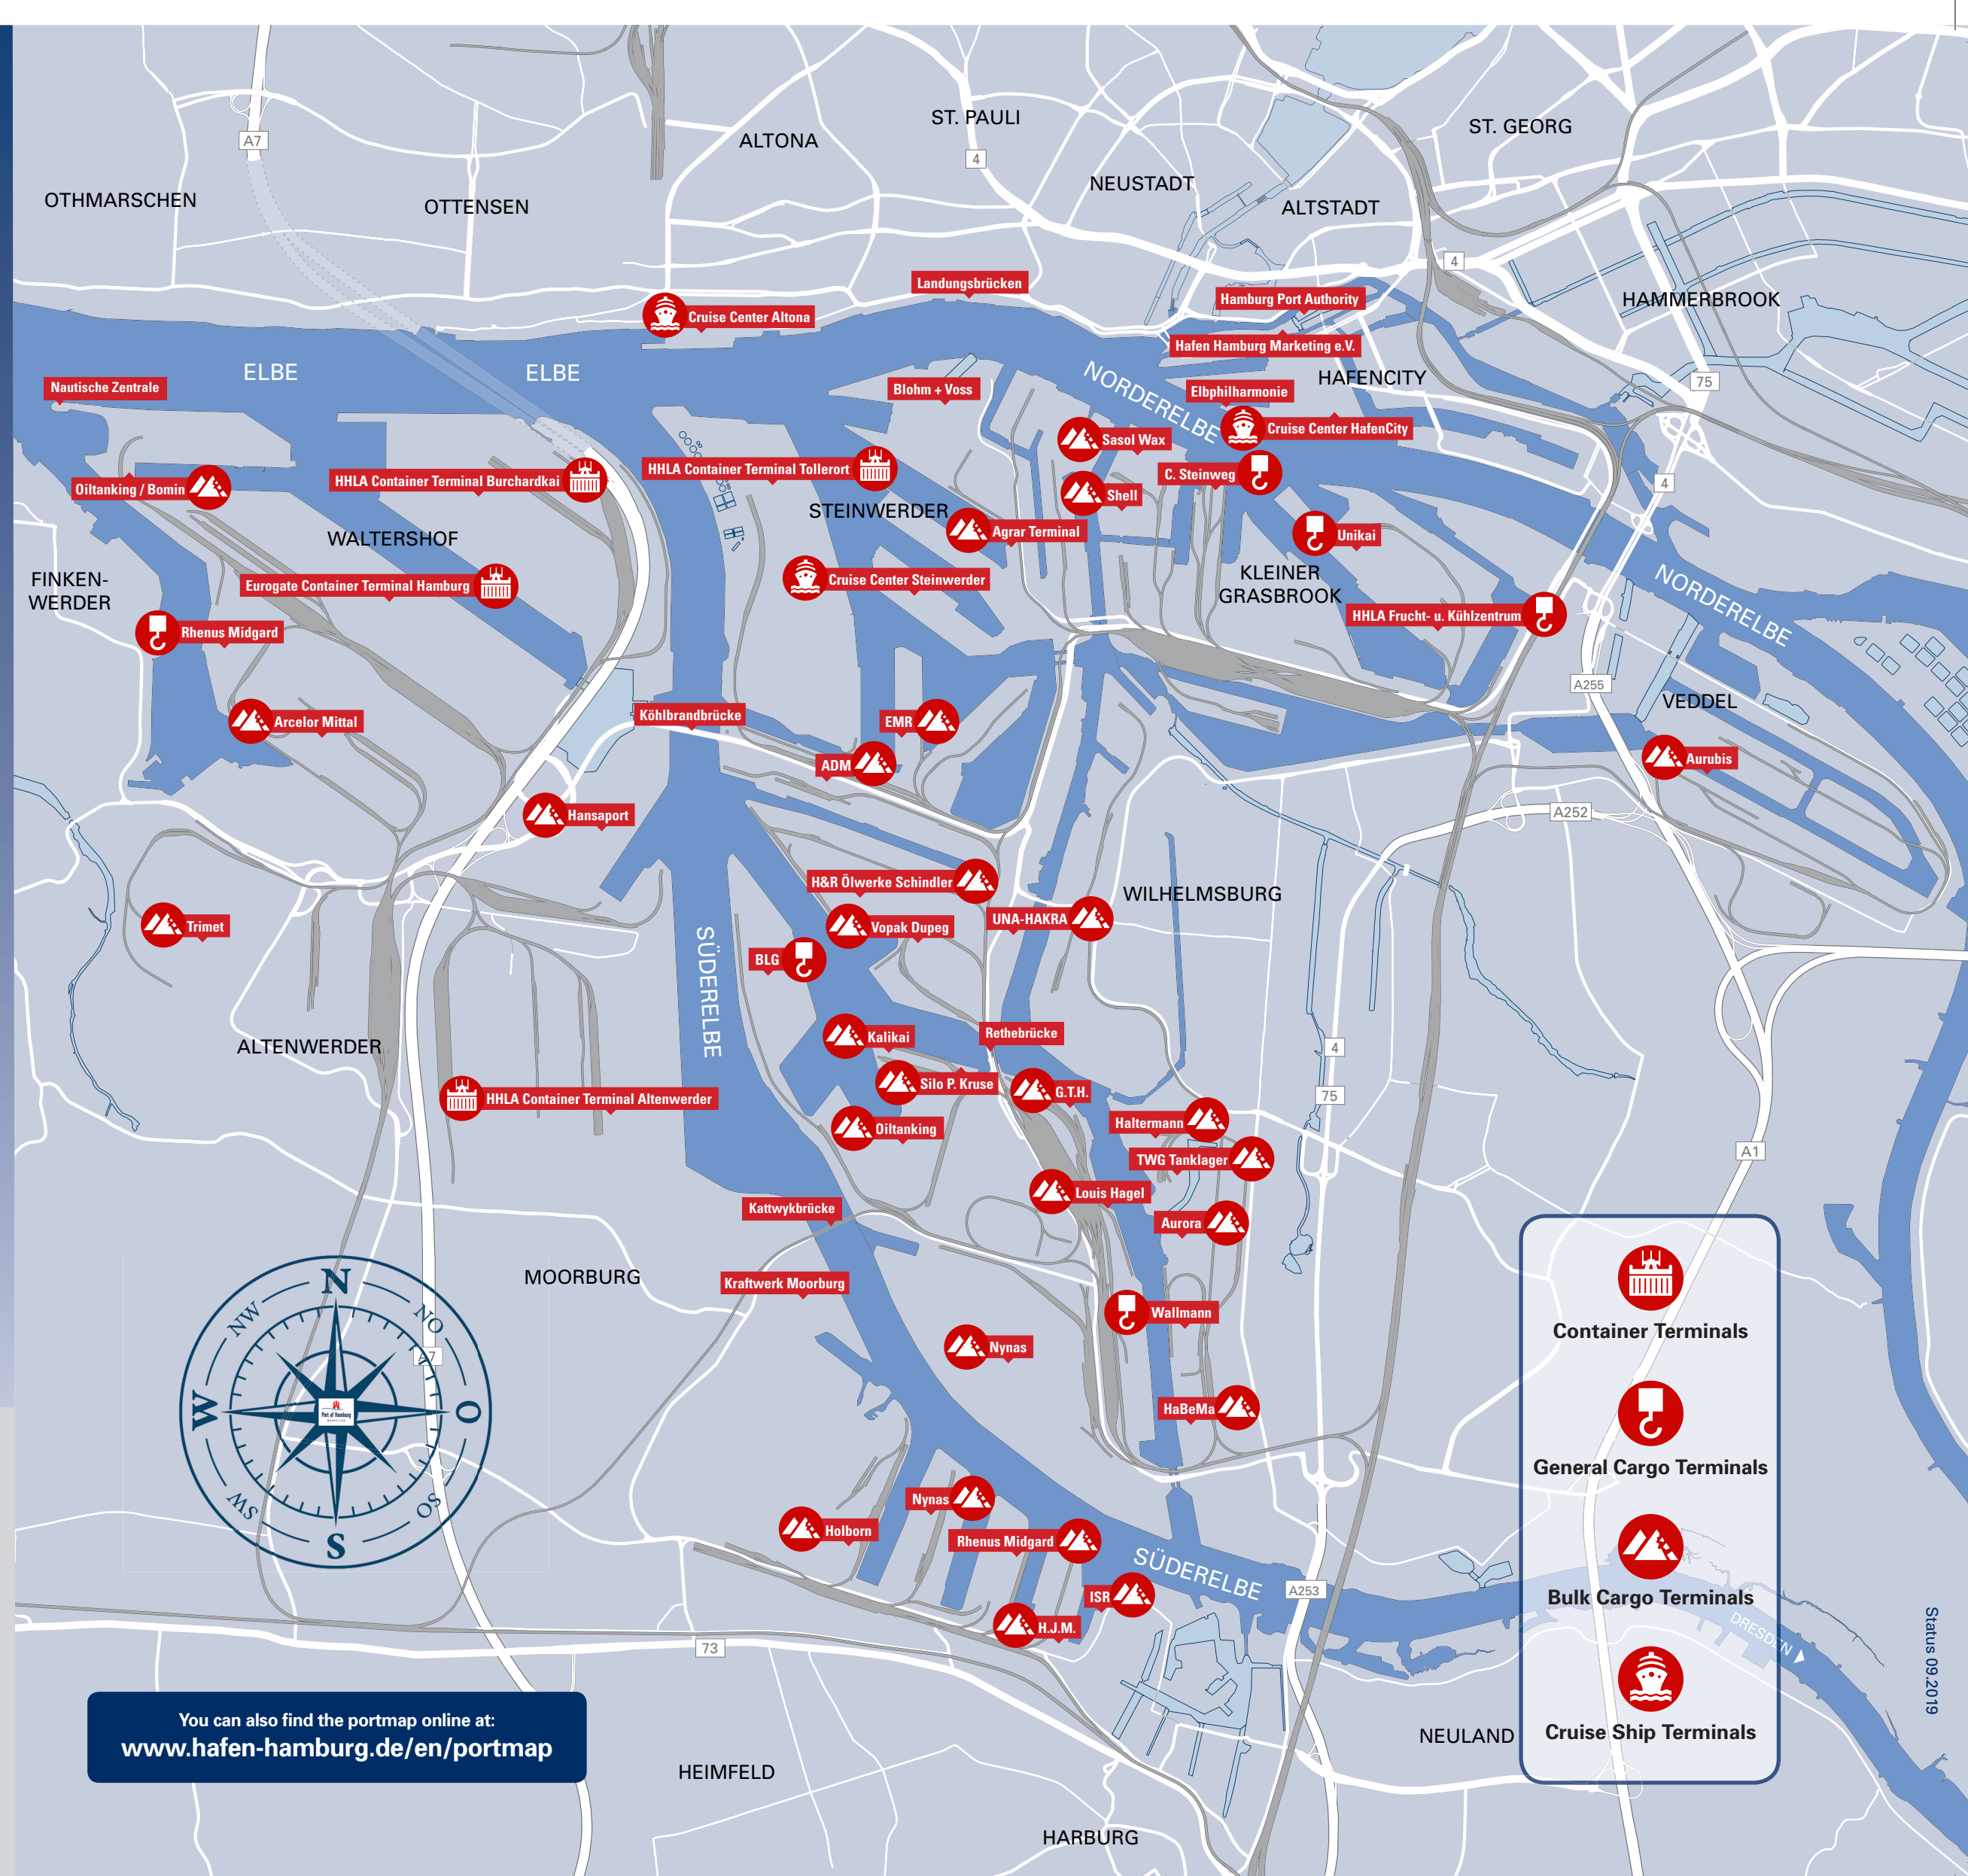 ST. PAULI
ST. GEORG
A7
ALTONA
4
NEUSTADT
OTHMARSCHEN
OTTENSEN
ALTSTADT
4
Landungsbrücken
Hamburg Port Authority
HAMMERBROOK
Cruise Center Altona
Hafen Hamburg Marketing e.V.
ELBE
ELBE
NORDERELBE
HAFENCITY
75
Nautische Zentrale
Blohm + Voss
Elbphilharmonie
Cruise Center HafenCity
Sasol Wax
HHLA Container Terminal Tollerort
HHLA Container Terminal Burchardkai
C. Steinweg
4
Oiltanking / Bomin
Shell
STEINWERDER
Agrar Terminal
Unikai
WALTERSHOF
FINKEN-
WERDER
Eurogate Container Terminal Hamburg
Cruise Center Steinwerder
KLEINER
GRASBROOK
NORDERELBE
HHLA Frucht- u. Kühlzentrum
Rhenus Midgard
A255
VEDDEL
Köhlbrandbrücke
Arcelor Mittal
EMR
ADM
Aurubis
Hansaport
A252
H&R Ölwerke Schindler
WILHELMSBURG
Trimet
Vopak Dupeg
UNA-HAKRA
BLG
SÜDERELBE
Kalikai
Rethebrücke
ALTENWERDER
4
Silo P. Kruse
G.T.H.
HHLA Container Terminal Altenwerder
75
Haltermann
Oiltanking
A1
TWG Tanklager
Louis Hagel
Kattwykbrücke
Aurora
MOORBURG
Kraftwerk Moorburg
N
NW
NO
A7
Wallmann
Container Terminals
Nynas
W
O
Port of Hamburg
MARKETING
HaBeMa
General Cargo Terminals
SW
SO
S
Nynas
Holborn
Rhenus Midgard
SÜDERELBE
A253
ISR
Bulk Cargo Terminals
H.J.M.
DRESDEN
73
Status 09.2019
You can also find the portmap online at:
www.hafen-hamburg.de/en/portmap
Cruise Ship Terminals
NEULAND
HEIMFELD
HARBURG